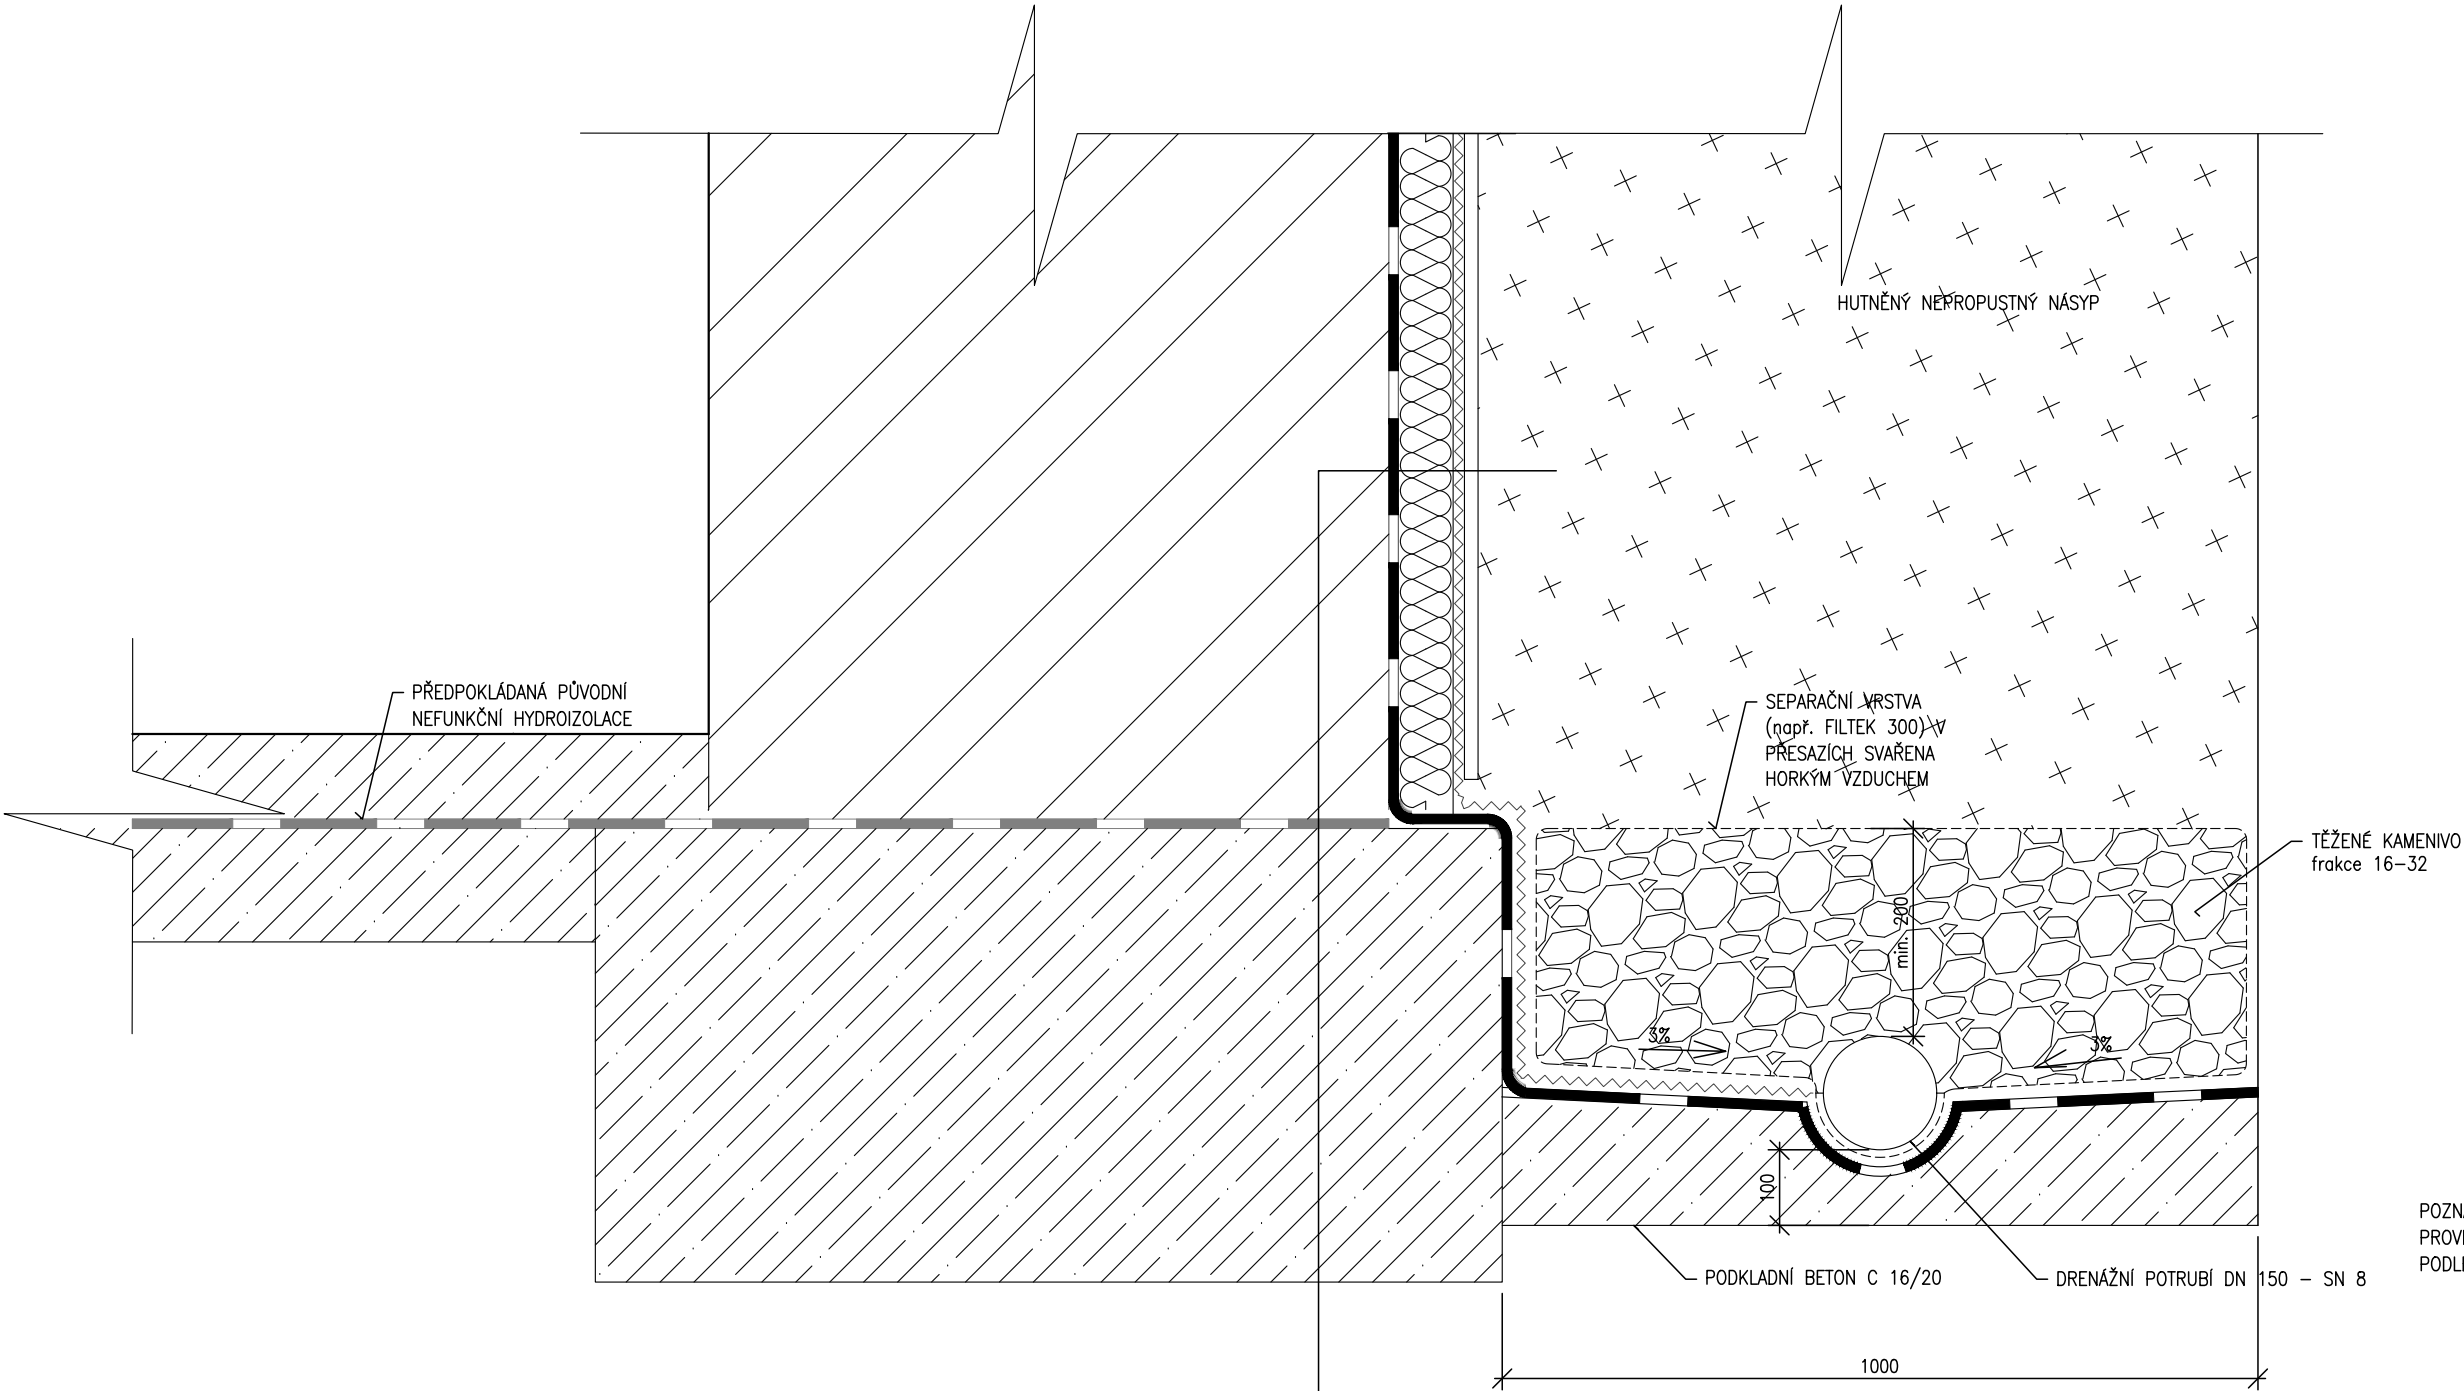 HUTNĚNÝ NEPROPUSTNÝ NÁSYP
PŘEDPOKLÁDANÁ PŮVODNÍ
NEFUNKČNÍ HYDROIZOLACE
SEPARAČNÍ VRSTVA
(např. FILTEK 300) V
PŘESAZÍCH SVAŘENA
HORKÝM VZDUCHEM
TĚŽENÉ KAMENIVO
frakce 16-32
min. 200
3%
3%
100
PODKLADNÍ BETON C 16/20
DRENÁŽNÍ POTRUBÍ DN 150 - SN 8
1000